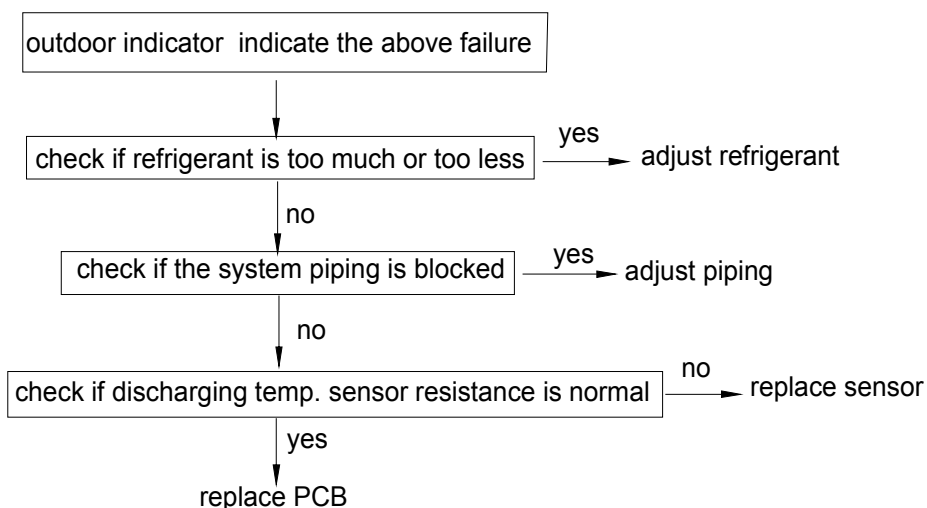 outdoor indicator indicate the above failure
check if refrigerant is too much or too less
yes
adjust refrigerant
no
check if the system piping is blocked
yes
adjust piping
no
check if discharging temp. sensor resistance is normal
no
replace sensor
yes
replace PCB